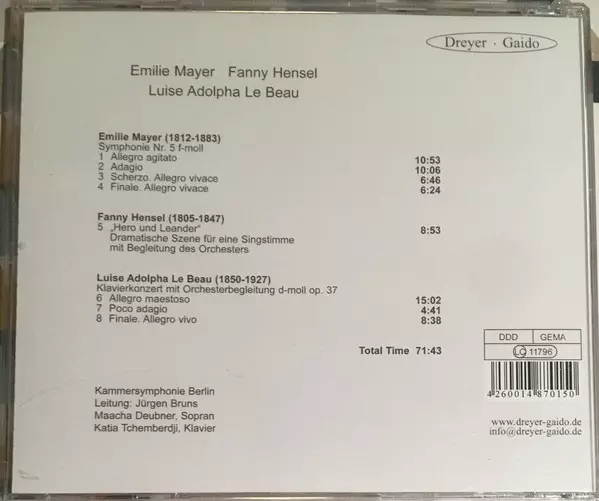 Dreyer · Gaido
Emilie Mayer Fanny Hensel
Luise Adolpha Le Beau
Emilie Mayer (1812-1883)
Symphonie Nr. 5 f-moll
1 Allegro agitato 10:53
2 Adagio 10:06
3 Scherzo. Allegro vivace 6:46
4 Finale. Allegro vivace 6:24
Fanny Hensel (1805-1847)
5 „Hero und Leander" 8:53
Dramatische Szene für eine Singstimme
mit Begleitung des Orchesters
Luise Adolpha Le Beau (1850-1927)
Klavierkonzert mit Orchesterbegleitung d-moll op. 37
6 Allegro maestoso 15:02
7 Poco adagio 4:41
8 Finale. Allegro vivo 8:38
Total Time 71:43
DDD GEMA
LC 11796
4 260014 870150
Kammersymphonie Berlin
Leitung: Jürgen Bruns
Maacha Deubner, Sopran
Katia Tchemberdji, Klavier
www.dreyer-gaido.de
info@dreyer-gaido.de